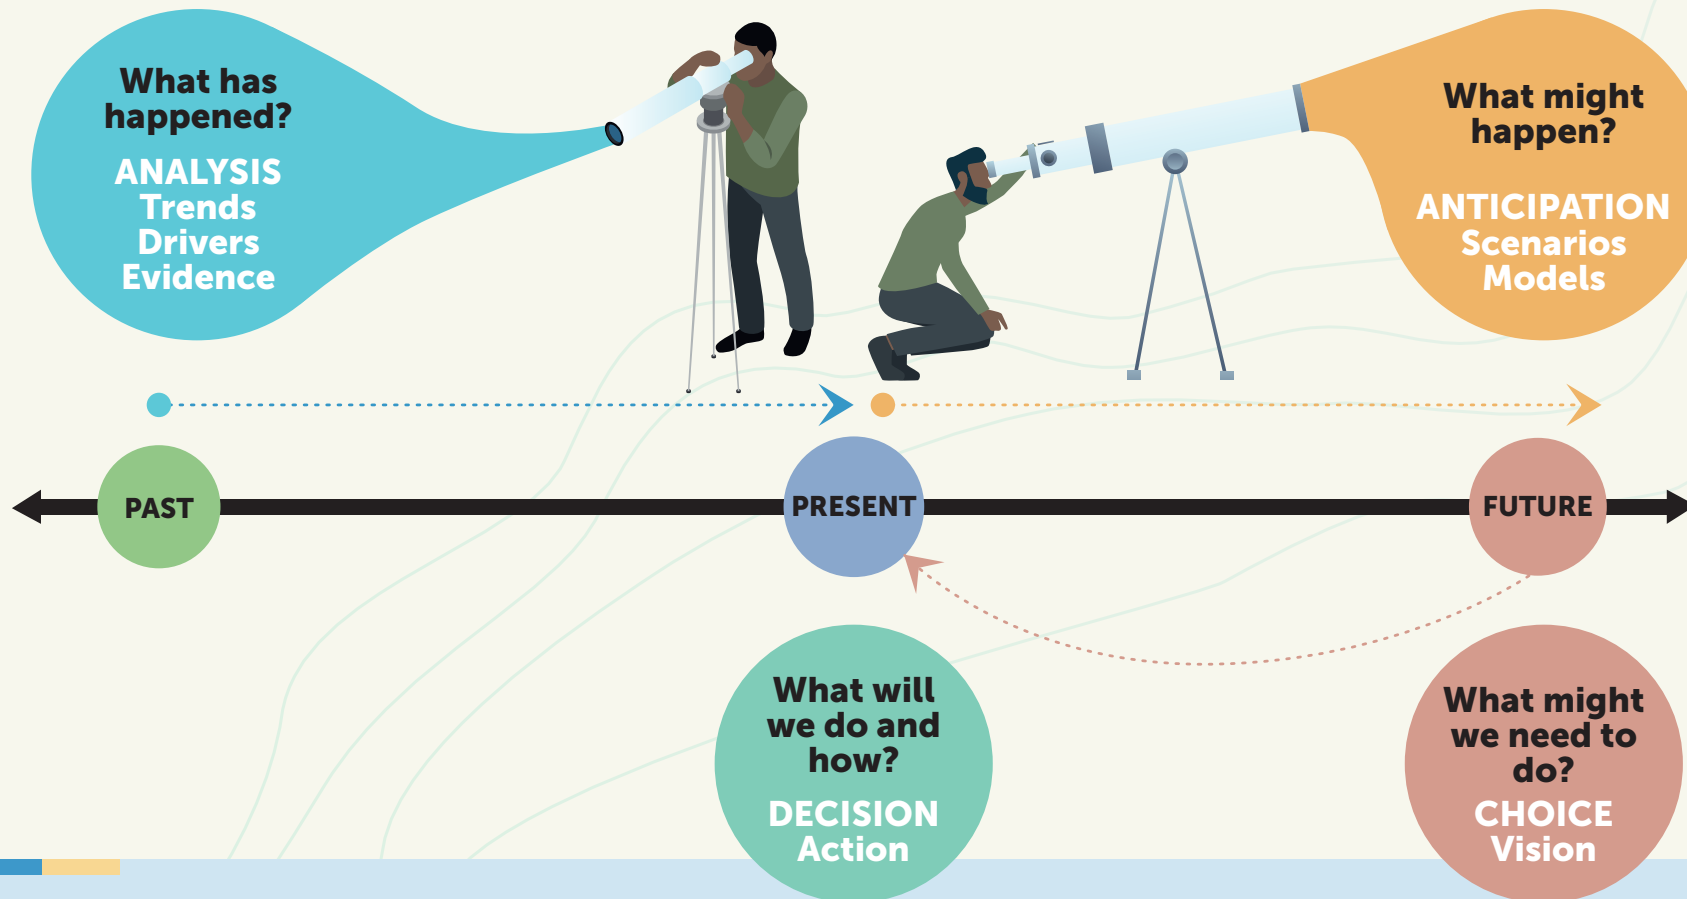 What has
happened?
ANALYSIS
Trends
Drivers
Evidence
What might
happen?
ANTICIPATION
Scenarios
Models
PAST
PRESENT
FUTURE
What will
we do and
how?
DECISION
Action
What might
we need to
do?
CHOICE
Vision